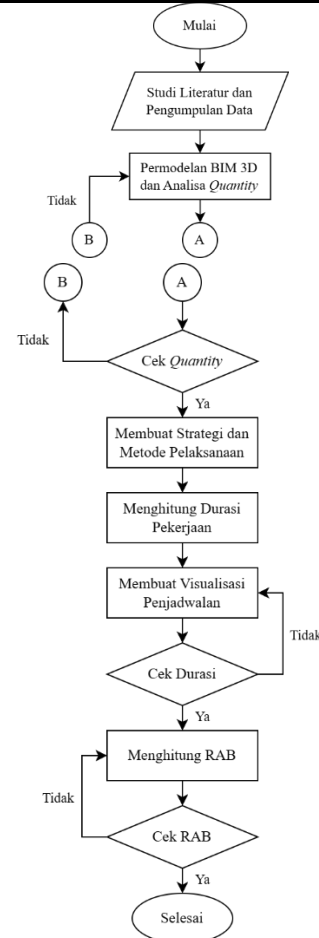 Mulai
Studi Literatur dan
Pengumpulan Data
Permodelan BIM 3D
dan Analisa Quantity
Tidak
B
A
B
A
Tidak
Cek Quantity
Ya
Membuat Strategi dan
Metode Pelaksanaan
Menghitung Durasi
Pekerjaan
Membuat Visualisasi
Penjadwalan
Tidak
Cek Durasi
Ya
Menghitung RAB
Tidak
Cek RAB
Ya
Selesai